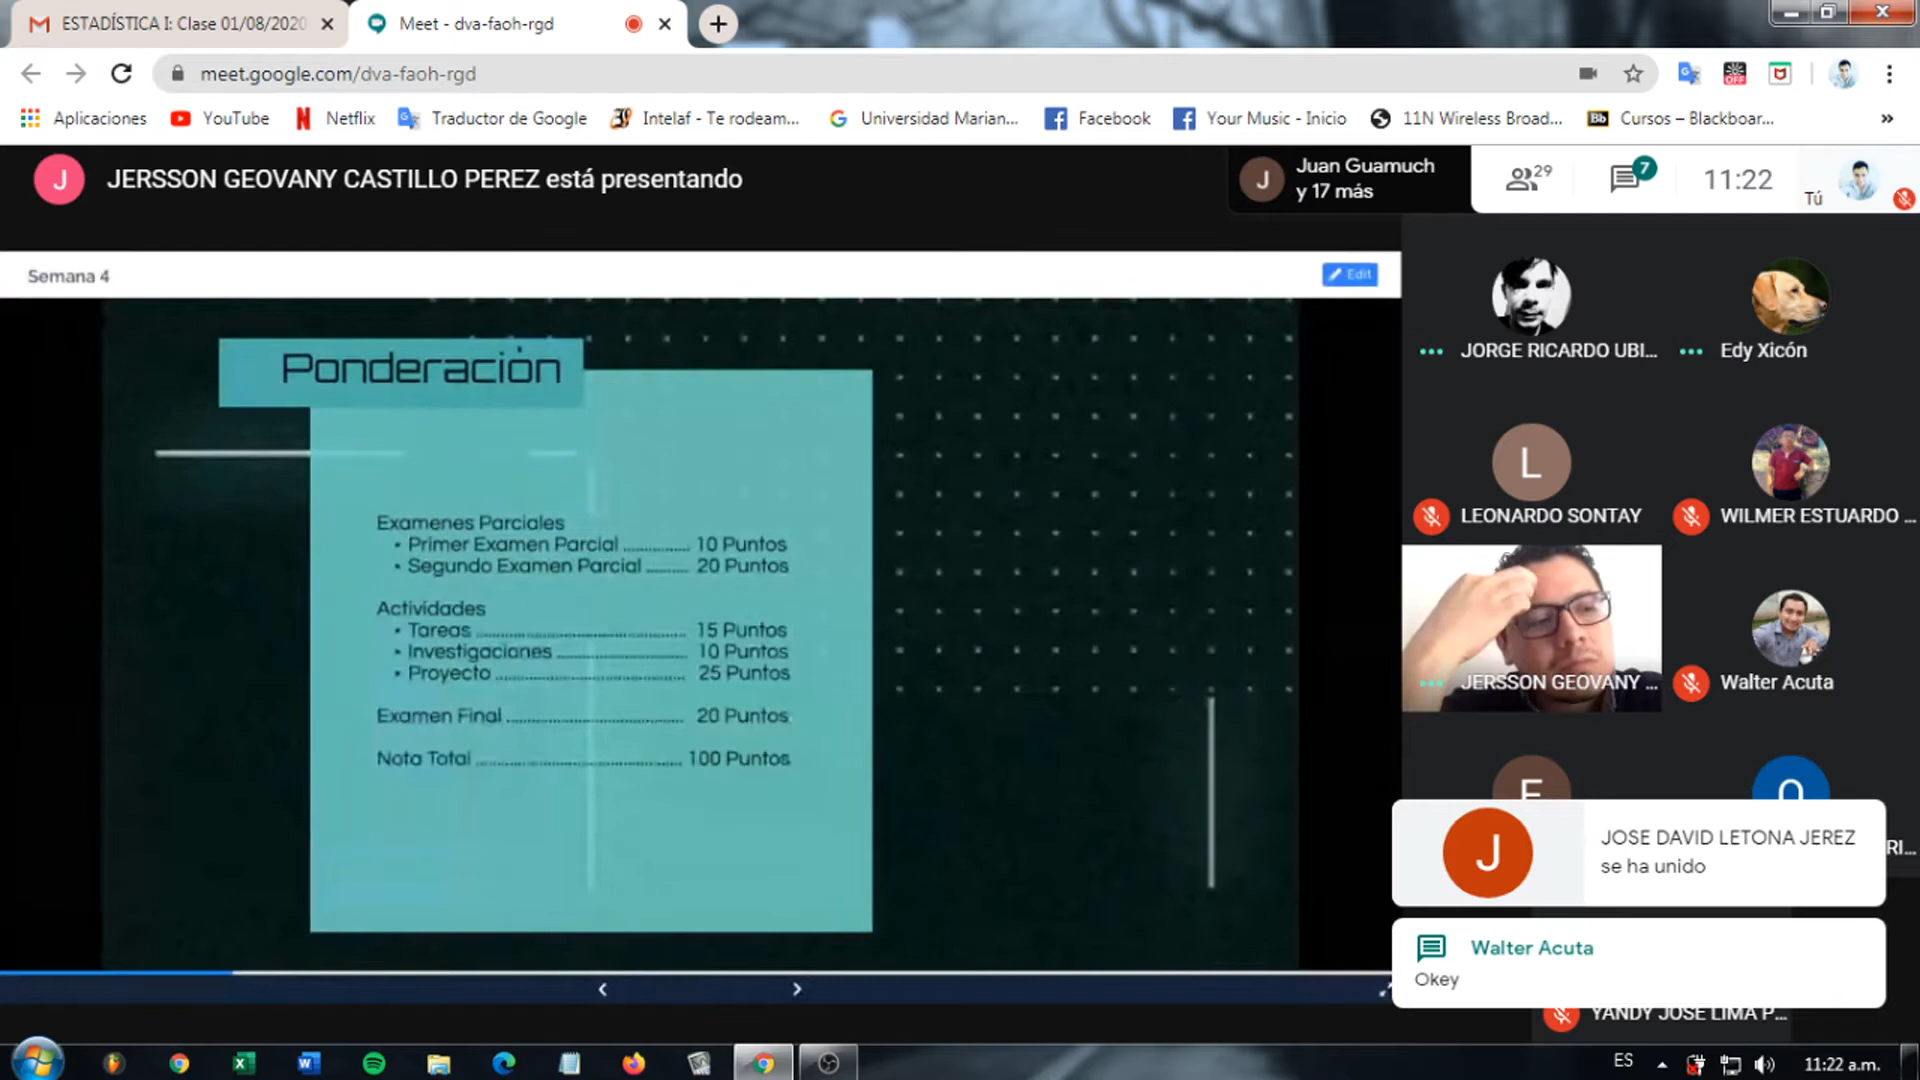 ESTADÍSTICA I: Clase 01/08/2020
Meet - dva-faoh-rgd
meet.google.com/dva-faoh-rgd
OFF
Aplicaciones
YouTube
Netflix
Traductor de Google
Intelaf - Te rodeam...
Universidad Marian...
Facebook
Your Music - Inicio
11N Wireless Broad...
Bb
Cursos – Blackboar...
»
J
JERSSON GEOVANY CASTILLO PEREZ está presentando
J
Juan Guamuch
y 17 más
29
7
11:22
Tú
Semana 4
Edit
Ponderación
Examenes Parciales
• Primer Examen Parcial ............. 10 Puntos
• Segundo Examen Parcial ......... 20 Puntos
Actividades
• Tareas ............................................ 15 Puntos
• Investigaciones ........................... 10 Puntos
• Proyecto ....................................... 25 Puntos
Examen Final ..................................... 20 Puntos
Nota Total ........................................... 100 Puntos
JORGE RICARDO UBI...
Edy Xicón
L
LEONARDO SONTAY
WILMER ESTUARDO ...
JERSSON GEOVANY ...
Walter Acuta
RI...
J
JOSE DAVID LETONA JEREZ
se ha unido
Walter Acuta
Okey
YANDY JOSE LIMA P...
ES
11:22 a.m.